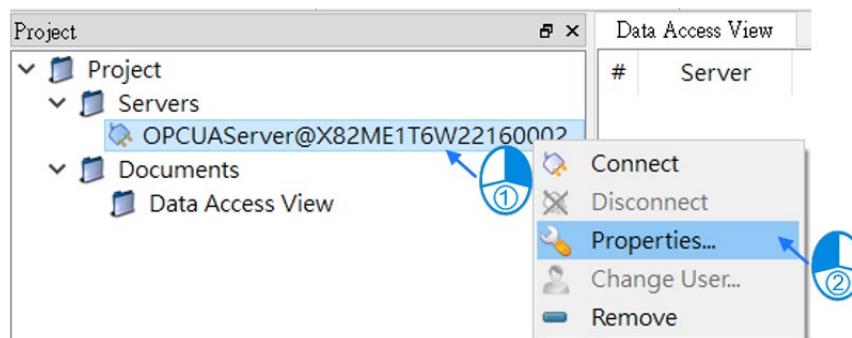 Project
Data Access View
Project
# Server
Servers
OPCUAServer@X82ME1T6W22160002
Documents
Data Access View
①
Connect
Disconnect
Properties...
②
Change User...
Remove